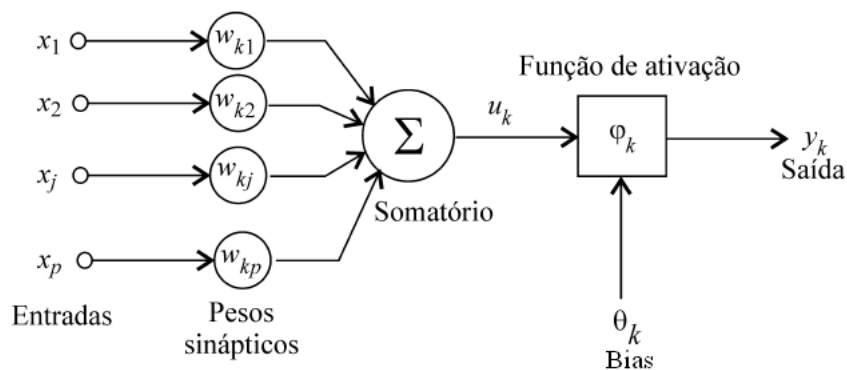 x1
wk1
x2
wk2
xj
wkj
xp
wkp
Entradas
Pesos
sinápticos
Σ
Somatório
uk
Função de ativação
φk
yk
Saída
θk
Bias